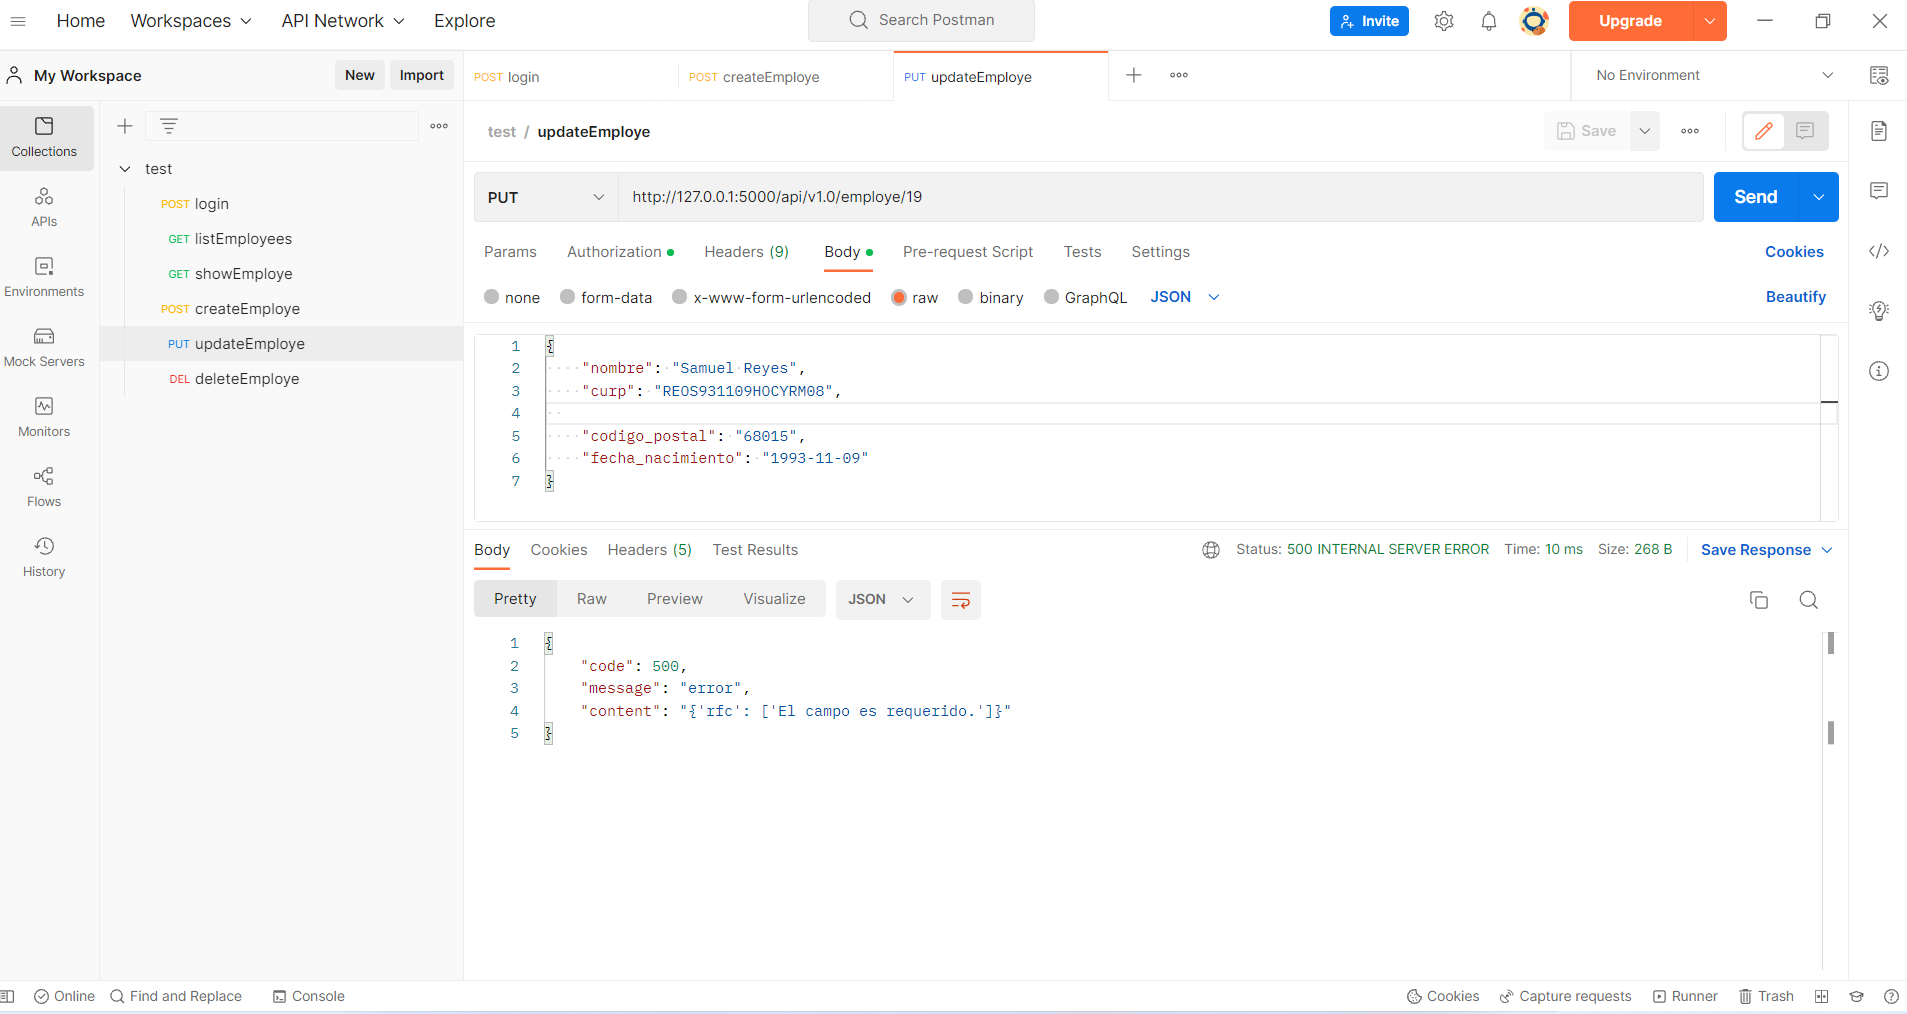 Home Workspaces API Network Explore Search Postman Invite Upgrade
My Workspace New Import POST login POST createEmploye PUT updateEmploye No Environment
Collections
APIs
Environments
Mock Servers
Monitors
Flows
History
test
POST login
GET listEmployees
GET showEmploye
POST createEmploye
PUT updateEmploye
DEL deleteEmploye
test / updateEmploye Save
PUT http://127.0.0.1:5000/api/v1.0/employe/19 Send
Params Authorization Headers (9) Body Pre-request Script Tests Settings Cookies
none form-data x-www-form-urlencoded raw binary GraphQL JSON Beautify
1 {
2 "nombre": "Samuel Reyes",
3 "curp": "REOS931109HOCYRM08",
4
5 "codigo_postal": "68015",
6 "fecha_nacimiento": "1993-11-09"
7 }
Body Cookies Headers (5) Test Results Status: 500 INTERNAL SERVER ERROR Time: 10 ms Size: 268 B Save Response
Pretty Raw Preview Visualize JSON
1 {
2 "code": 500,
3 "message": "error",
4 "content": "{'rfc': ['El campo es requerido.']}"
5 }
Online Find and Replace Console Cookies Capture requests Runner Trash